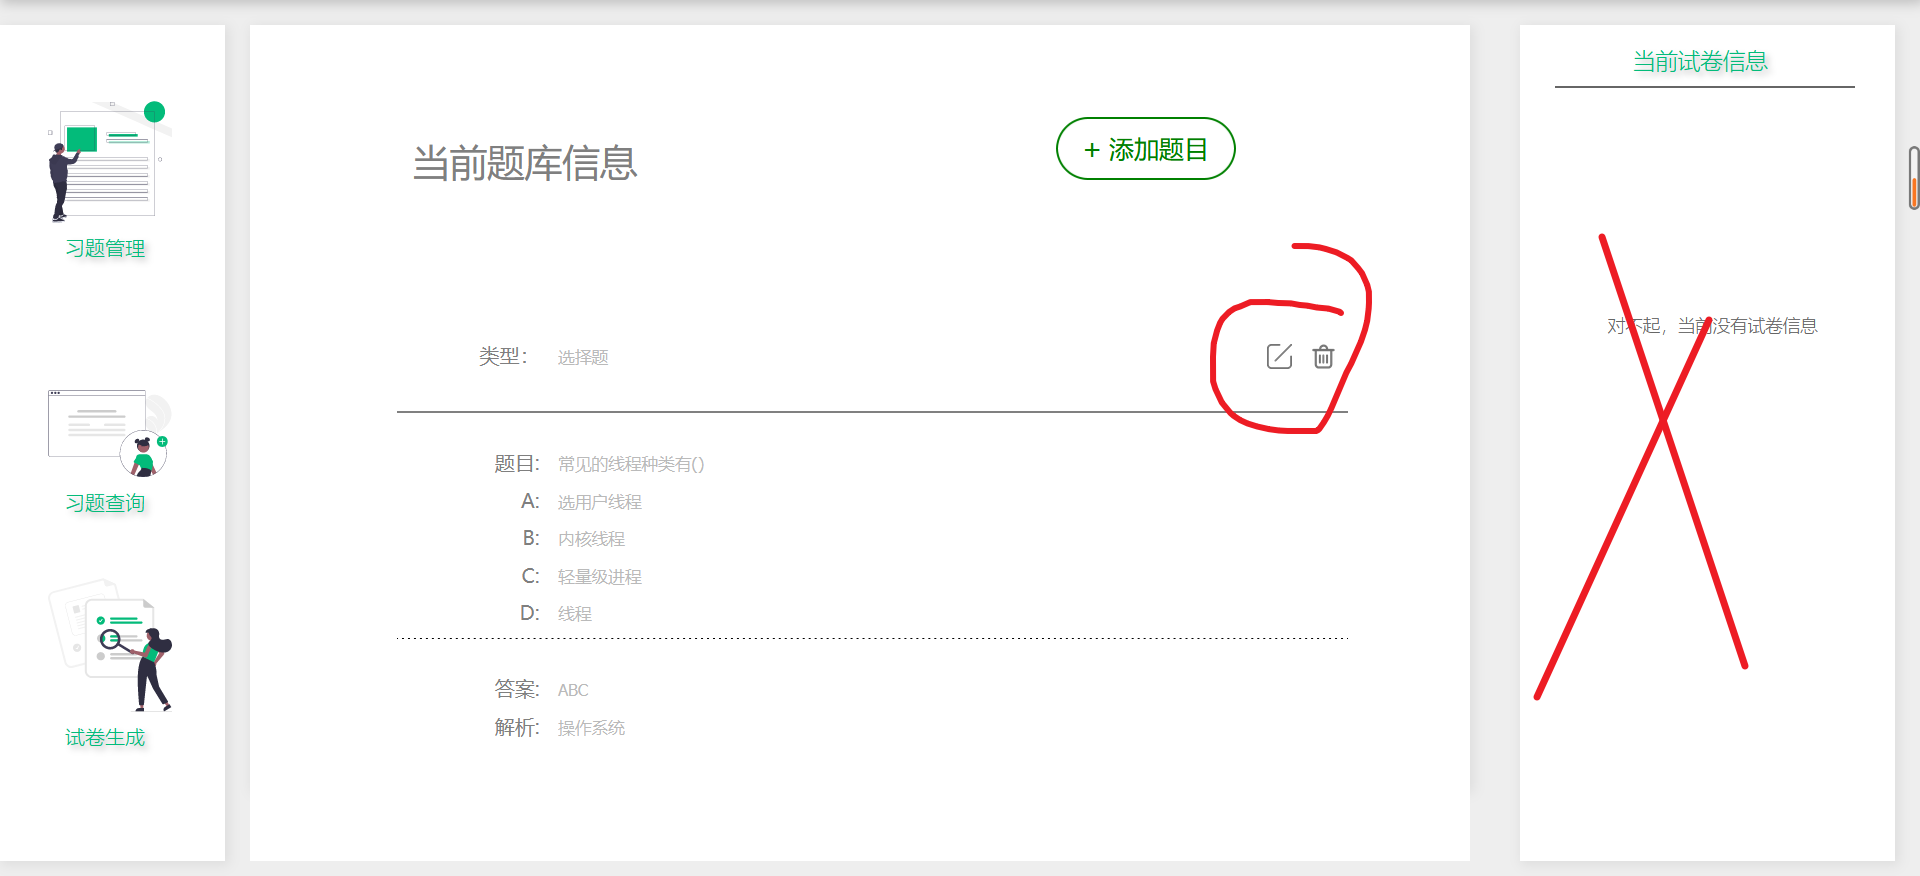 习题管理
习题查询
试卷生成
当前题库信息
+ 添加题目
类型： 选择题
题目: 常见的线程种类有()
A: 选用户线程
B: 内核线程
C: 轻量级进程
D: 线程
答案: ABC
解析: 操作系统
当前试卷信息
对不起，当前没有试卷信息